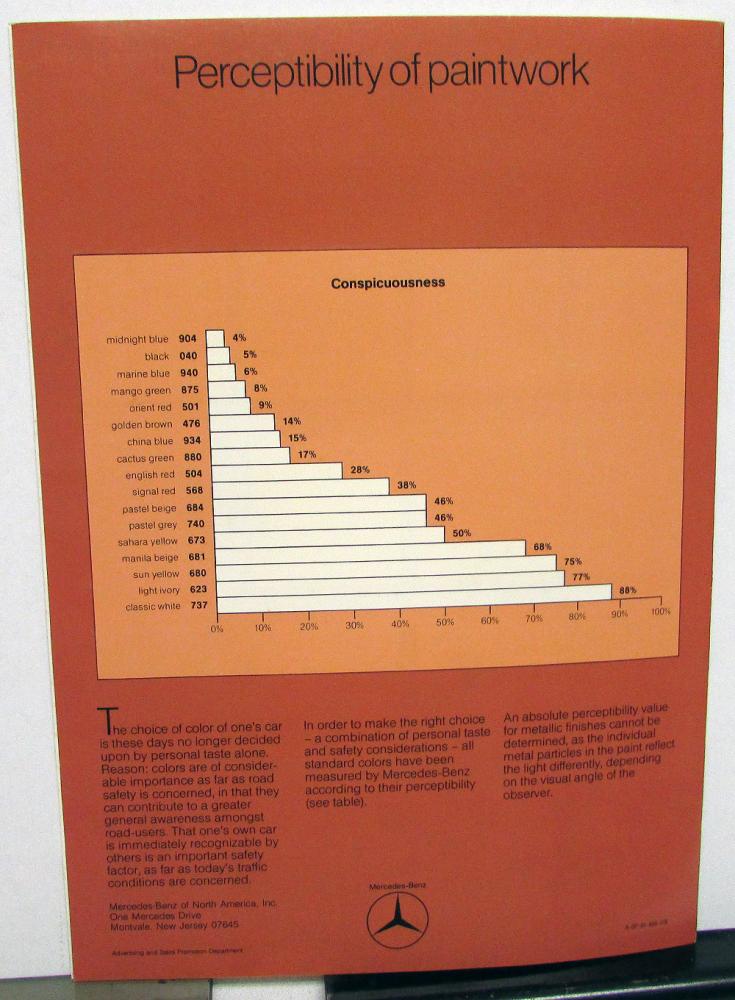 Perceptibility of paintwork
Conspicuousness
midnight blue 904 4%
black 040 5%
marine blue 940 6%
mango green 875 8%
orient red 501 9%
golden brown 476 14%
china blue 934 15%
cactus green 880 17%
english red 504 28%
signal red 568 38%
pastel beige 684 46%
pastel grey 740 46%
sahara yellow 673 50%
manila beige 681 68%
sun yellow 680 75%
light ivory 623 77%
classic white 737 88%
0% 10% 20% 30% 40% 50% 60% 70% 80% 90% 100%
The choice of color of one's car
is these days no longer decided
upon by personal taste alone.
Reason: colors are of consider-
able importance as far as road
safety is concerned, in that they
can contribute to a greater
general awareness amongst
road-users. That one's own car
is immediately recognizable by
others is an important safety
factor, as far as today's traffic
conditions are concerned.
In order to make the right choice
– a combination of personal taste
and safety considerations – all
standard colors have been
measured by Mercedes-Benz
according to their perceptibility
(see table).
An absolute perceptibility value
for metallic finishes cannot be
determined, as the individual
metal particles in the paint reflect
the light differently, depending
on the visual angle of the
observer.
Mercedes-Benz of North America, Inc.
One Mercedes Drive
Montvale, New Jersey 07645
Advertising and Sales Promotion Department
Mercedes-Benz